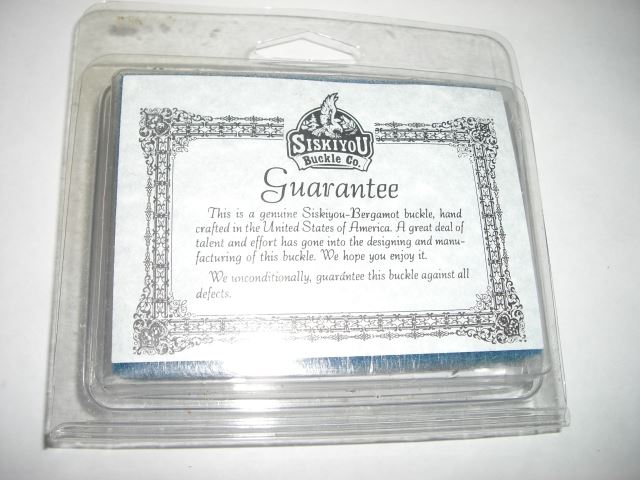 SISKIYOU
Buckle Co.
Guarantee
This is a genuine Siskiyou-Bergamot buckle, hand
crafted in the United States of America. A great deal of
talent and effort has gone into the designing and manu-
facturing of this buckle. We hope you enjoy it.
We unconditionally, guarantee this buckle against all
defects.